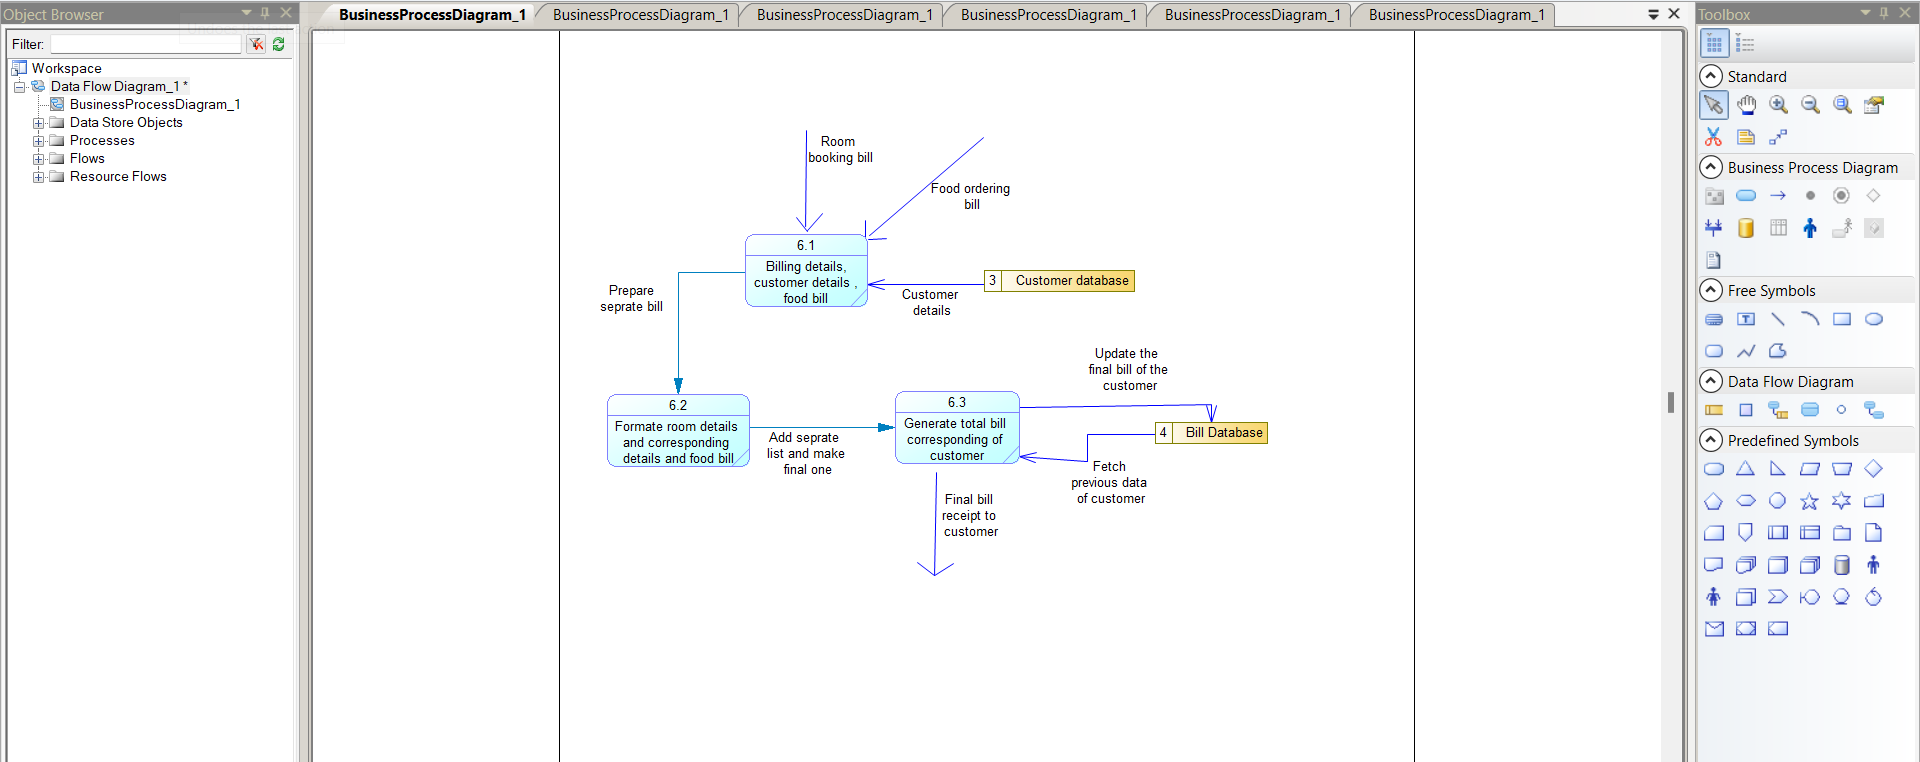 Object Browser
Filter:
Workspace
Data Flow Diagram_1 *
BusinessProcessDiagram_1
Data Store Objects
Processes
Flows
Resource Flows
BusinessProcessDiagram_1
BusinessProcessDiagram_1
BusinessProcessDiagram_1
BusinessProcessDiagram_1
BusinessProcessDiagram_1
BusinessProcessDiagram_1
Room
booking bill
Food ordering
bill
6.1
Billing details,
customer details ,
food bill
Prepare
seprate bill
3 Customer database
Customer
details
Update the
final bill of the
customer
6.2
Formate room details
and corresponding
details and food bill
Add seprate
list and make
final one
6.3
Generate total bill
corresponding of
customer
4 Bill Database
Fetch
previous data
of customer
Final bill
receipt to
customer
Toolbox
Standard
Business Process Diagram
Free Symbols
Data Flow Diagram
Predefined Symbols